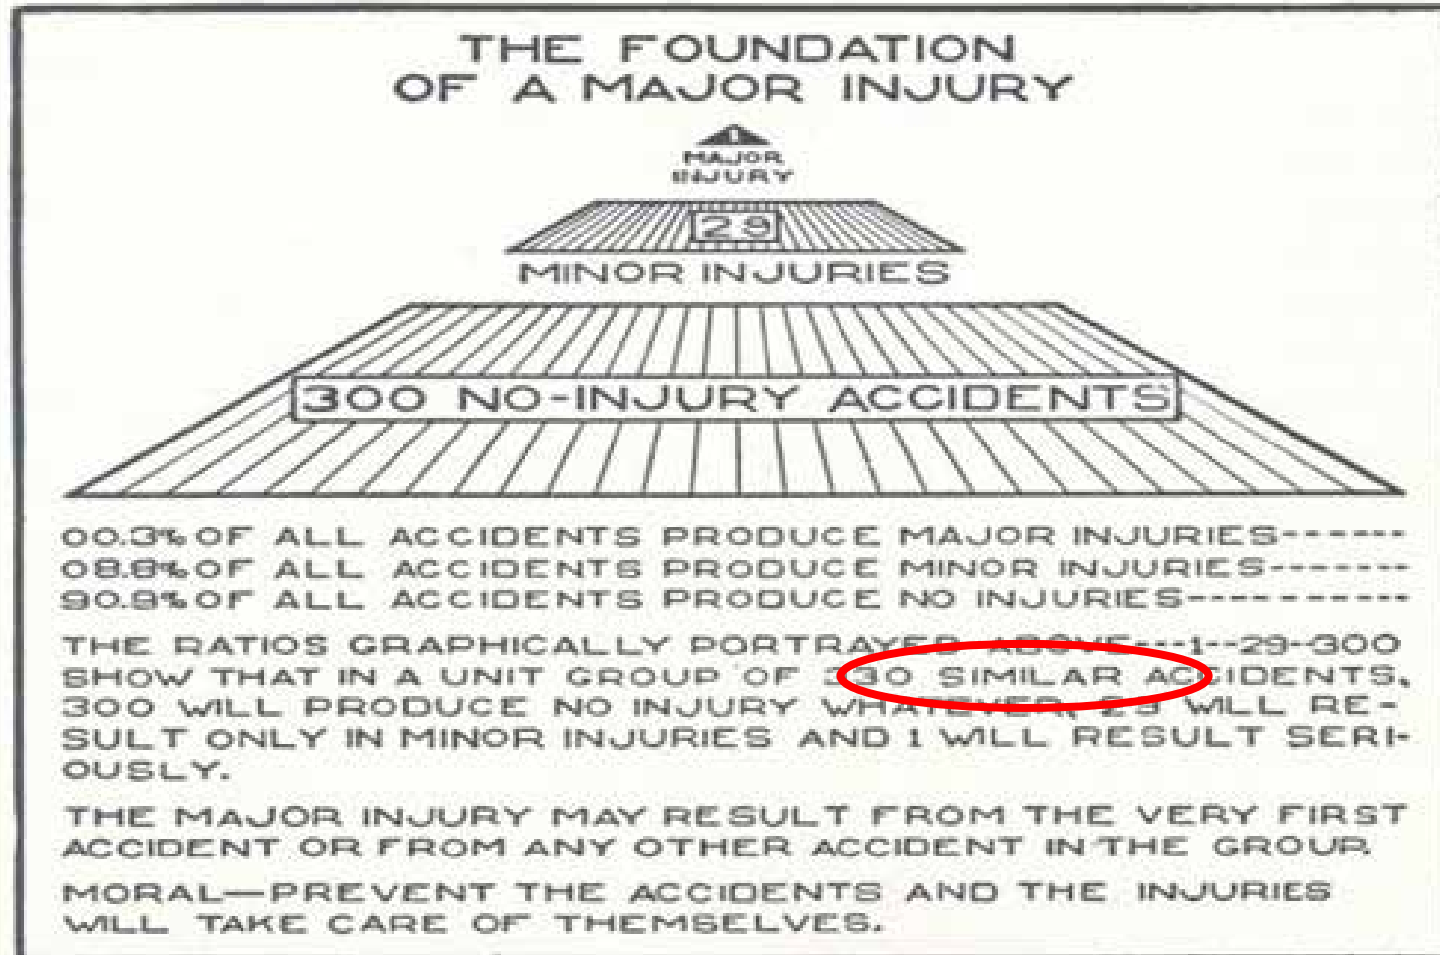 THE FOUNDATION
OF A MAJOR INJURY
1
MAJOR
INJURY
29
MINOR INJURIES
300 NO-INJURY ACCIDENTS
00.3% OF ALL ACCIDENTS PRODUCE MAJOR INJURIES------
08.8% OF ALL ACCIDENTS PRODUCE MINOR INJURIES-------
90.9% OF ALL ACCIDENTS PRODUCE NO INJURIES-----------
THE RATIOS GRAPHICALLY PORTRAYED ABOVE---1--29--300
SHOW THAT IN A UNIT GROUP OF 330 SIMILAR ACCIDENTS,
300 WILL PRODUCE NO INJURY WHATEVER, 29 WILL RE-
SULT ONLY IN MINOR INJURIES AND 1 WILL RESULT SERI-
OUSLY.
THE MAJOR INJURY MAY RESULT FROM THE VERY FIRST
ACCIDENT OR FROM ANY OTHER ACCIDENT IN THE GROUP.
MORAL—PREVENT THE ACCIDENTS AND THE INJURIES
WILL TAKE CARE OF THEMSELVES.